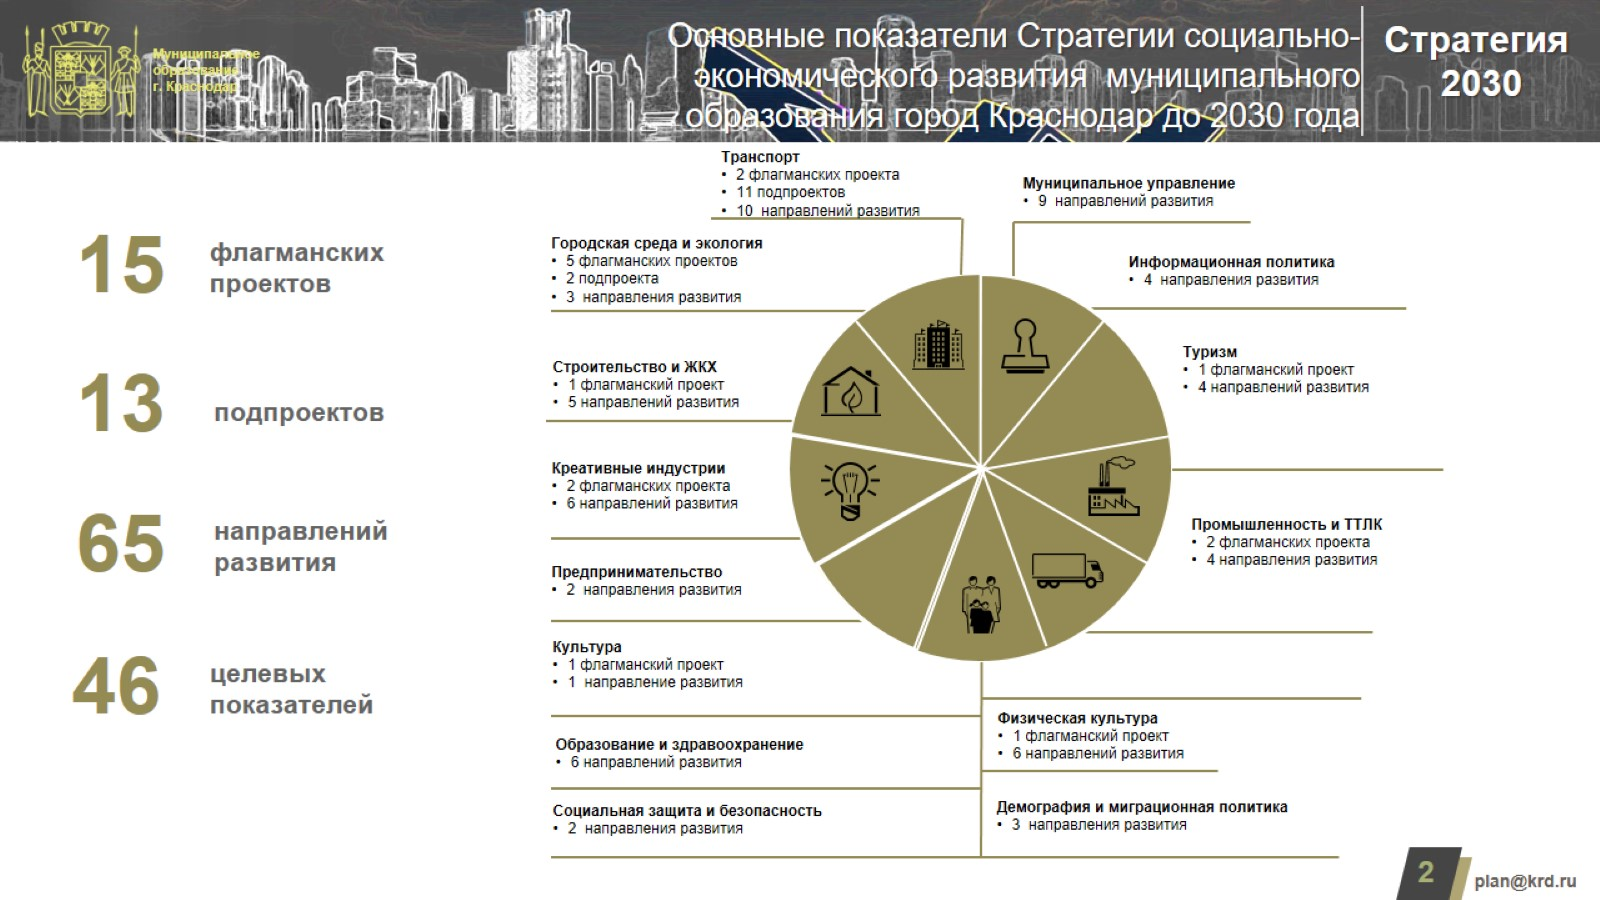 Муниципальное
образование
г. Краснодар
Основные показатели Стратегии социально-
экономического развития муниципального
образования город Краснодар до 2030 года
Стратегия
2030
15
флагманских
проектов
13
подпроектов
65
направлений
развития
46
целевых
показателей
Транспорт
• 2 флагманских проекта
• 11 подпроектов
• 10 направлений развития
Городская среда и экология
• 5 флагманских проектов
• 2 подпроекта
• 3 направления развития
Строительство и ЖКХ
• 1 флагманский проект
• 5 направлений развития
Креативные индустрии
• 2 флагманских проекта
• 6 направлений развития
Предпринимательство
• 2 направления развития
Культура
• 1 флагманский проект
• 1 направление развития
Образование и здравоохранение
• 6 направлений развития
Социальная защита и безопасность
• 2 направления развития
Муниципальное управление
• 9 направлений развития
Информационная политика
• 4 направления развития
Туризм
• 1 флагманский проект
• 4 направления развития
Промышленность и ТТЛК
• 2 флагманских проекта
• 4 направления развития
Физическая культура
• 1 флагманский проект
• 6 направлений развития
Демография и миграционная политика
• 3 направления развития
2
plan@krd.ru